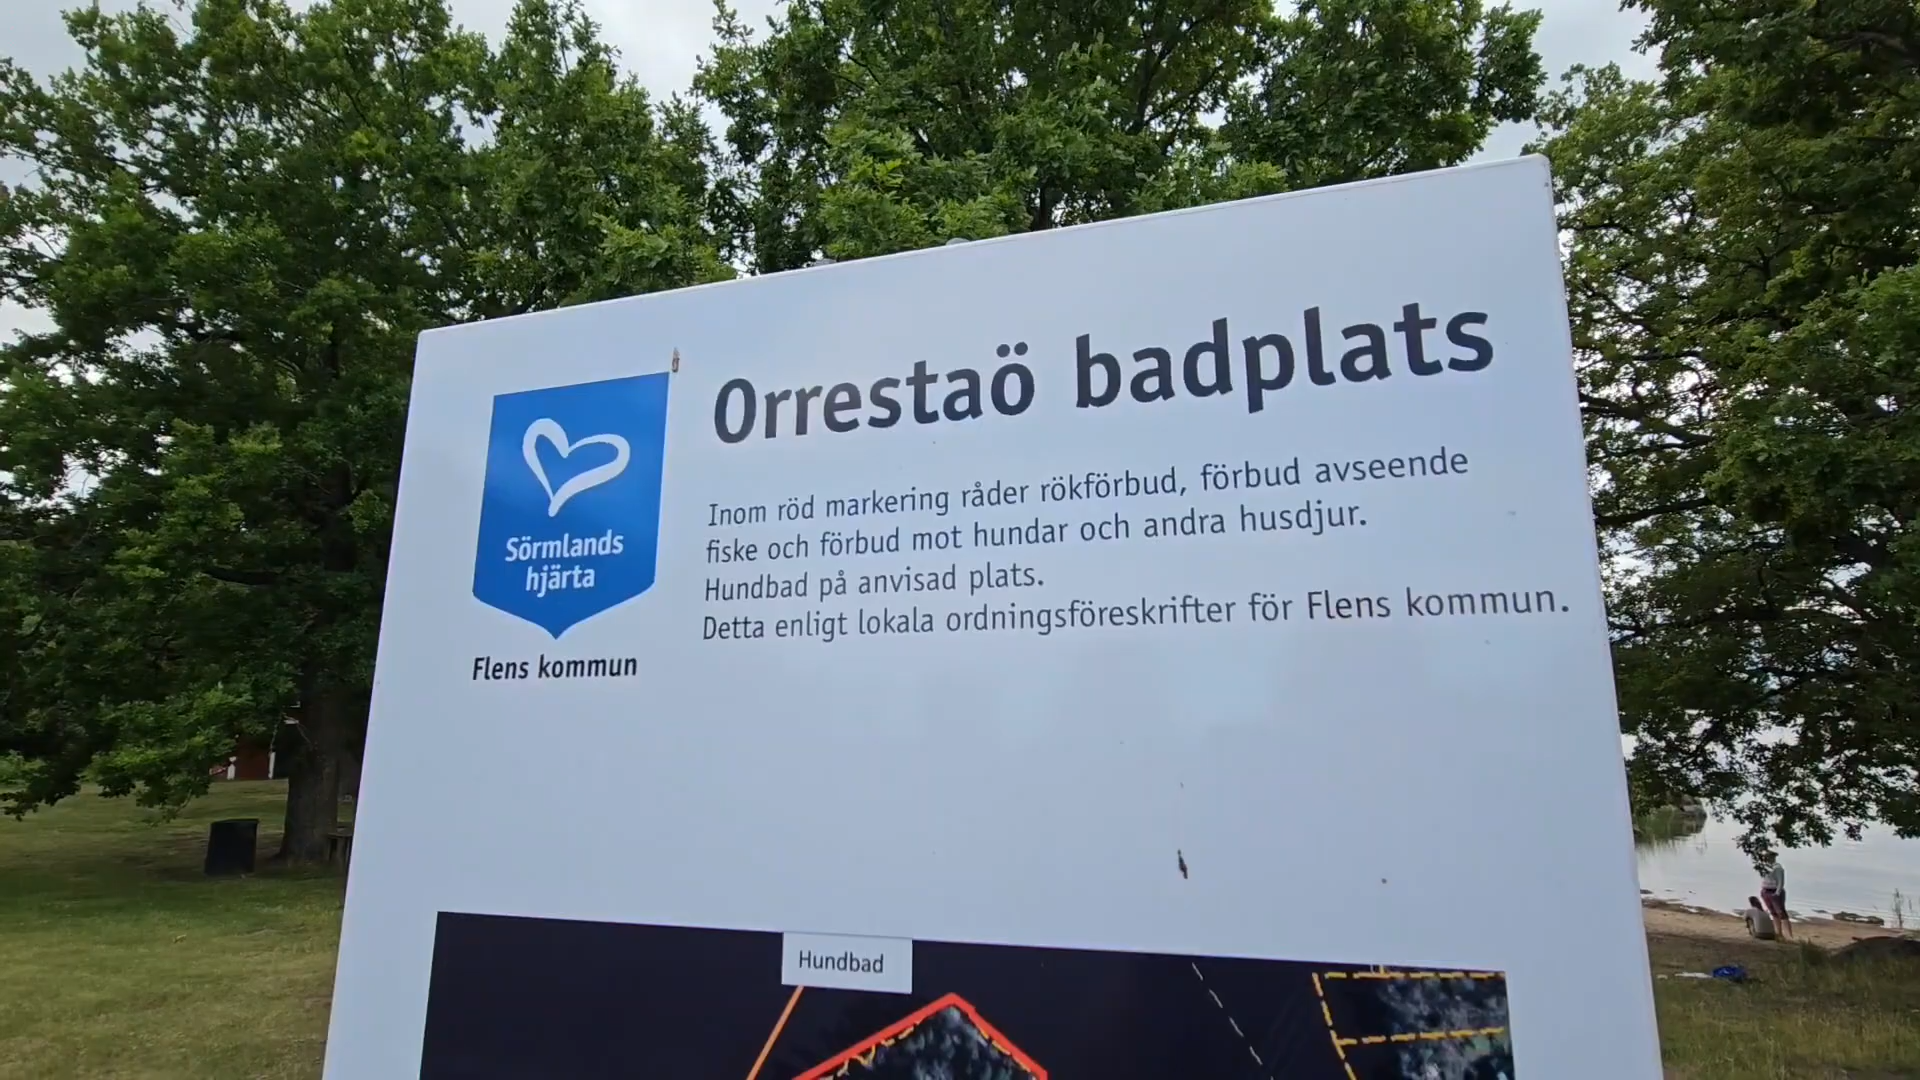 Orrestaö badplats
Inom röd markering råder rökförbud, förbud avseende
fiske och förbud mot hundar och andra husdjur.
Hundbad på anvisad plats.
Detta enligt lokala ordningsföreskrifter för Flens kommun.
Sörmlands
hjärta
Flens kommun
Hundbad